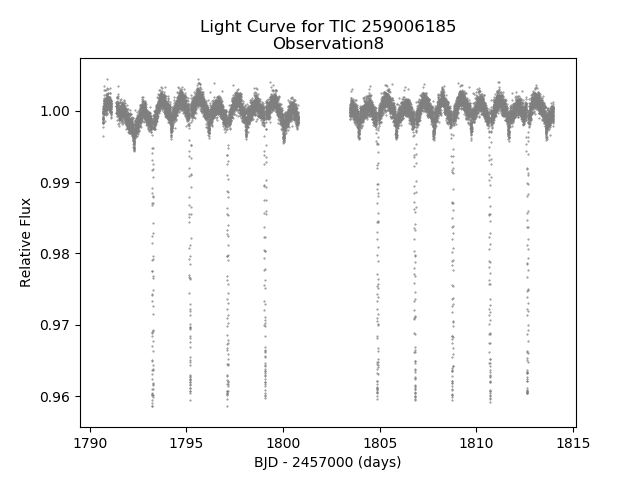 Light Curve for TIC 259006185
Observation8
1.00
0.99
0.98
0.97
0.96
Relative Flux
1790
1795
1800
1805
1810
1815
BJD - 2457000 (days)